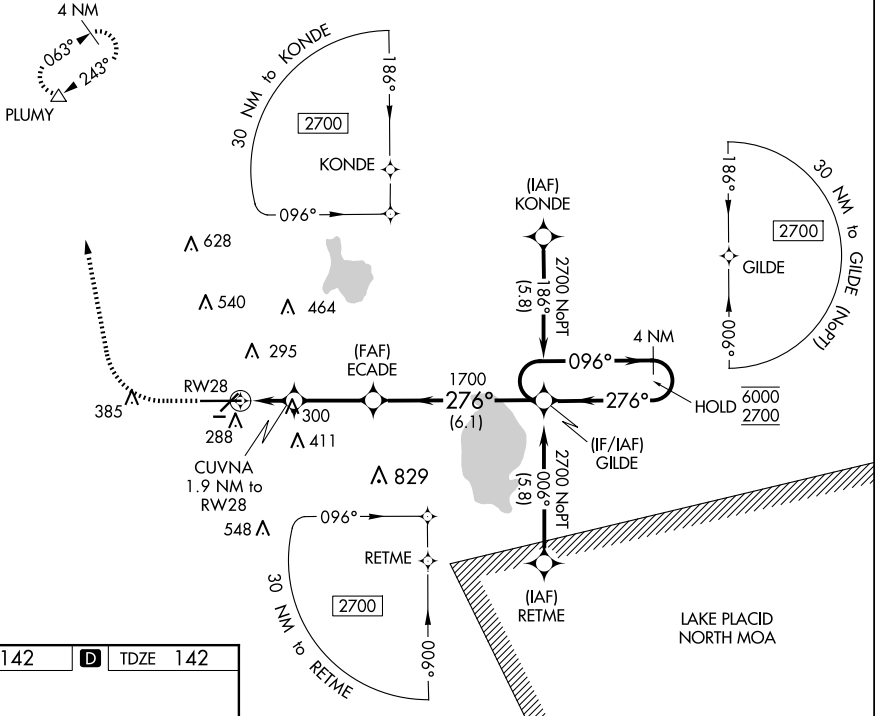 4 NM
063°
243°
PLUMY
30 NM to KONDE
186°
2700
KONDE
096°
(IAF)
KONDE
2700 NoPT
186°
(5.8)
186°
30 NM to GILDE (NoPT)
2700
GILDE
006°
628
540
464
295
(FAF)
ECADE
4 NM
096°
1700
276°
(6.1)
276°
HOLD
6000
2700
(IF/IAF)
GILDE
RW28
385
288
300
411
CUVNA
1.9 NM to
RW28
829
548
2700 NoPT
006°
(5.8)
096°
RETME
2700
30 NM to RETME
006°
(IAF)
RETME
LAKE PLACID
NORTH MOA
142 D TDZE 142